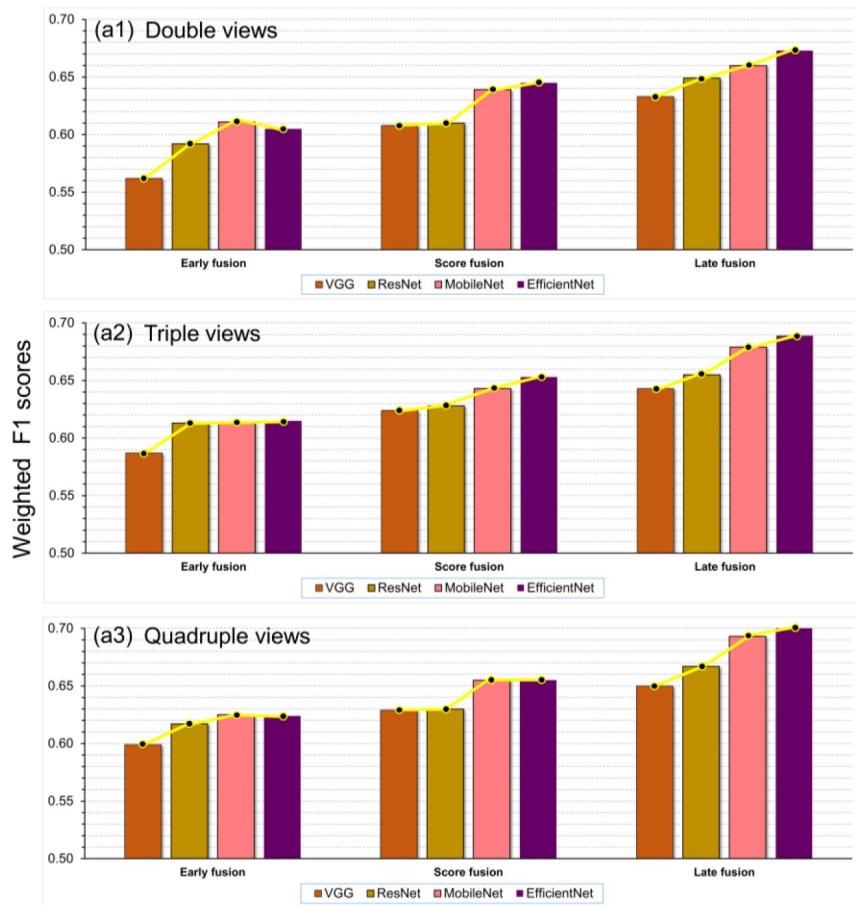 Weighted F1 scores
(a1) Double views
0.70
0.65
0.60
0.55
0.50
Early fusion Score fusion Late fusion
VGG ResNet MobileNet EfficientNet
(a2) Triple views
0.70
0.65
0.60
0.55
0.50
Early fusion Score fusion Late fusion
VGG ResNet MobileNet EfficientNet
(a3) Quadruple views
0.70
0.65
0.60
0.55
0.50
Early fusion Score fusion Late fusion
VGG ResNet MobileNet EfficientNet